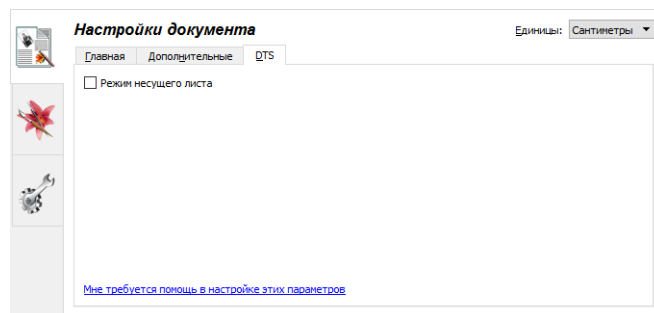 Настройки документа
Единицы: Сантиметры
Главная Дополнительные DTS
Режим несущего листа
Мне требуется помощь в настройке этих параметров